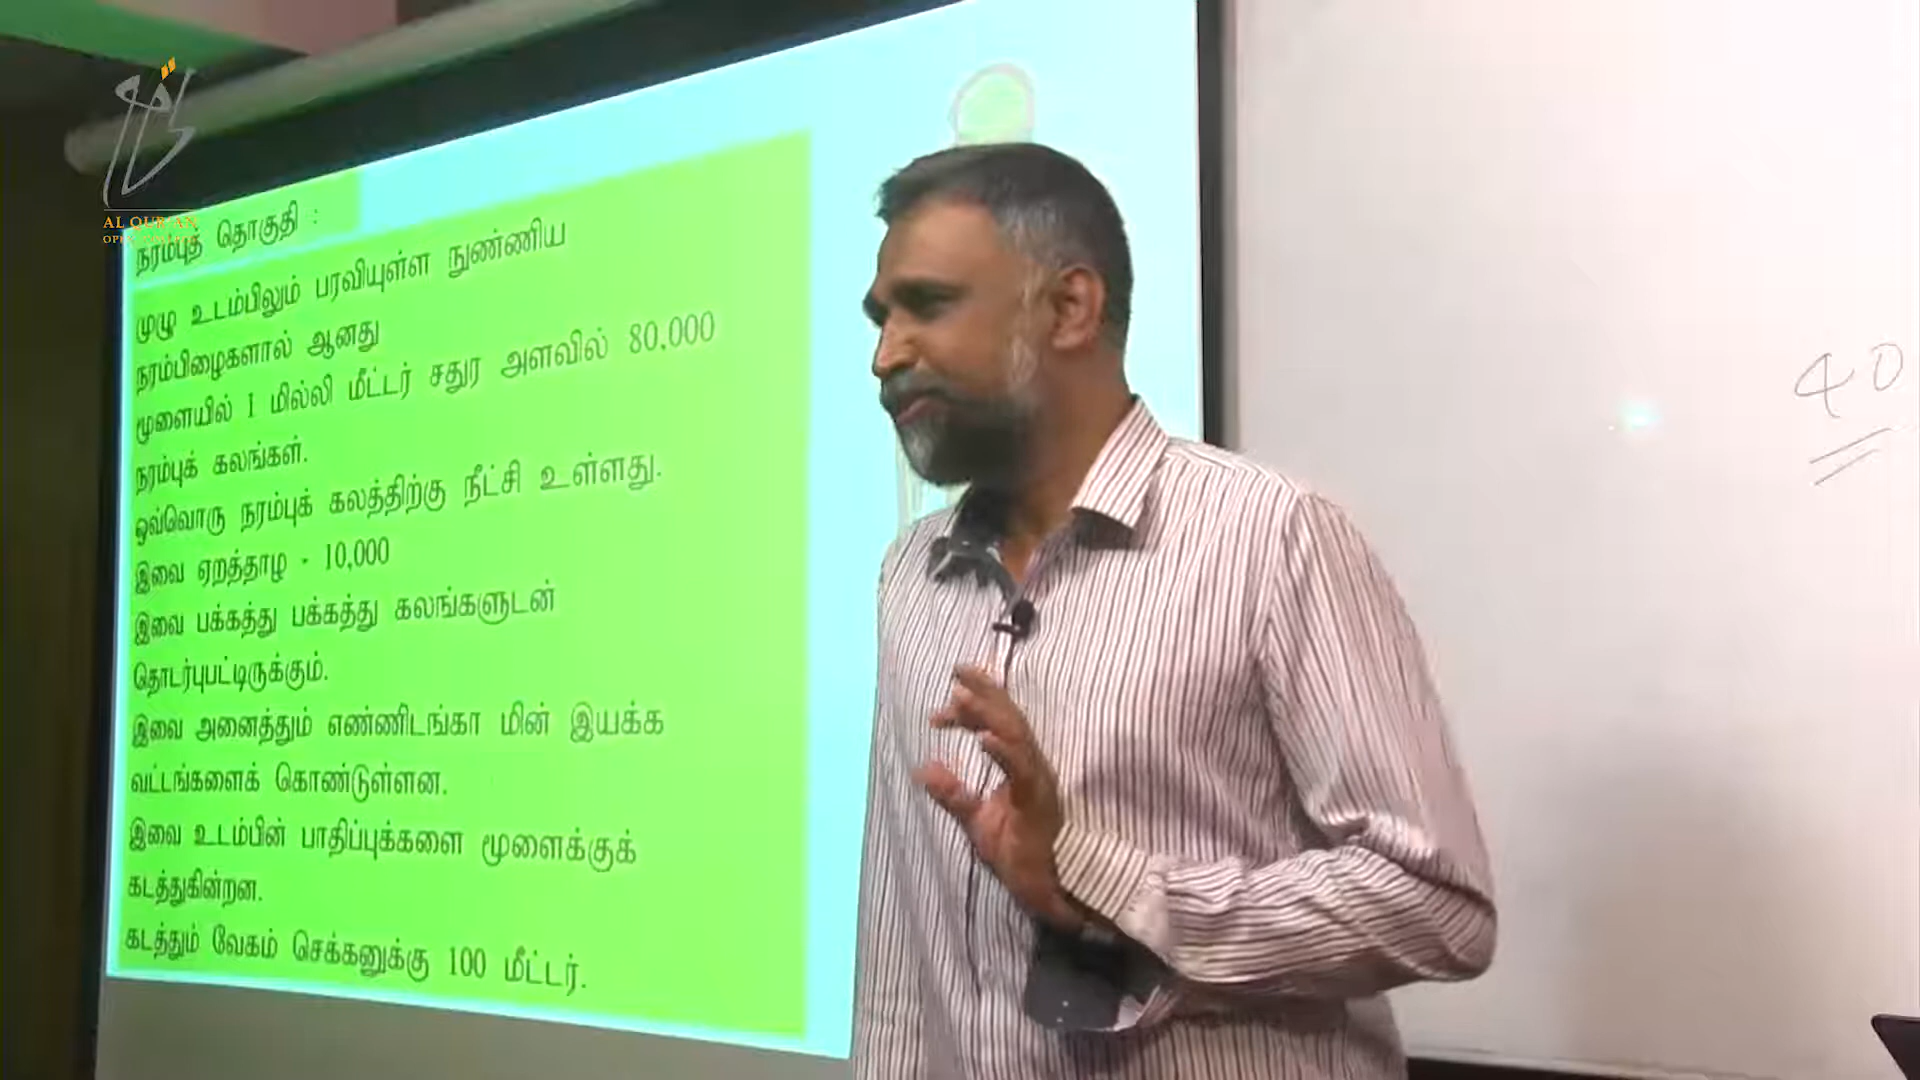 AL QUR'AN
OPEN COLLEGE
நரம்புத் தொகுதி :
முழு உடம்பிலும் பரவியுள்ள நுண்ணிய
நரம்பிழைகளால் ஆனது
மூளையில் 1 மில்லி மீட்டர் சதுர அளவில் 80,000
நரம்புக் கலங்கள்.
ஒவ்வொரு நரம்புக் கலத்திற்கு நீட்சி உள்ளது.
இவை ஏறத்தாழ - 10,000
இவை பக்கத்து பக்கத்து கலங்களுடன்
தொடர்புபட்டிருக்கும்.
இவை அனைத்தும் எண்ணிடங்கா மின் இயக்க
வட்டங்களைக் கொண்டுள்ளன.
இவை உடம்பின் பாதிப்புக்களை மூளைக்குக்
கடத்துகின்றன.
கடத்தும் வேகம் செக்கனுக்கு 100 மீட்டர்.
40